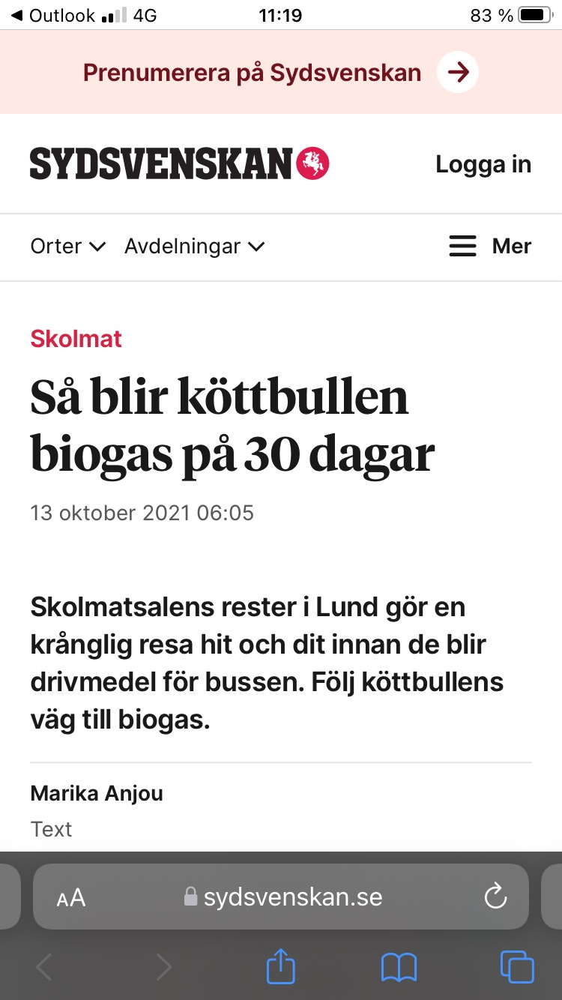 Outlook 4G 11:19 83 %
Prenumerera på Sydsvenskan
SYDSVENSKAN Logga in
Orter Avdelningar Mer
Skolmat
Så blir köttbullen
biogas på 30 dagar
13 oktober 2021 06:05
Skolmatsalens rester i Lund gör en
krånglig resa hit och dit innan de blir
drivmedel för bussen. Följ köttbullens
väg till biogas.
Marika Anjou
Text
AA sydsvenskan.se